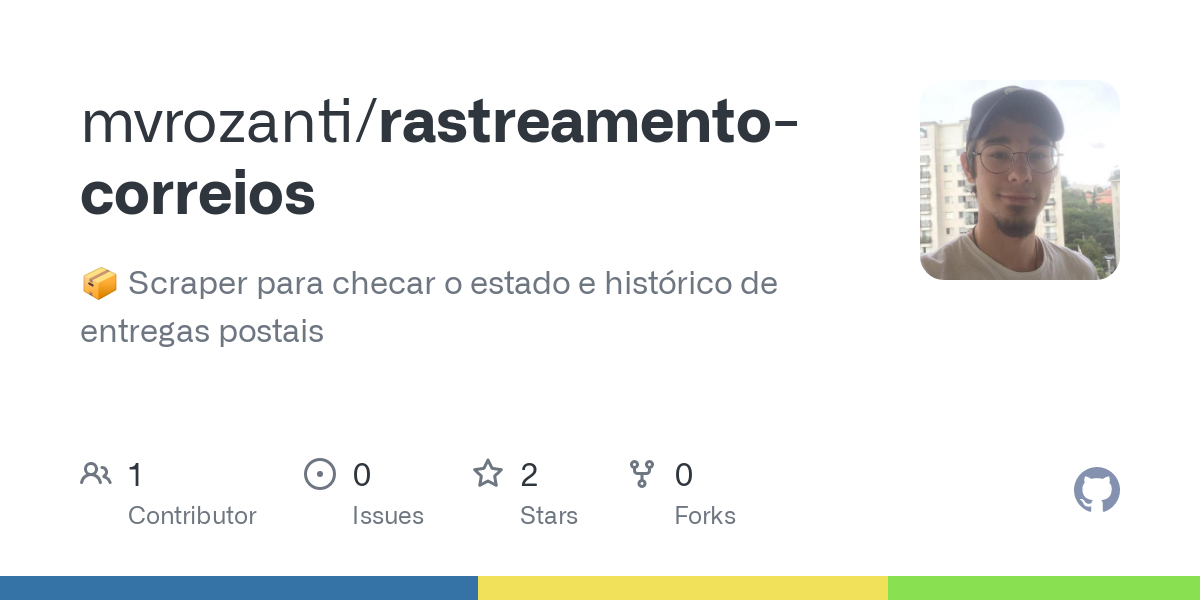 mvrozanti/rastreamento-
correios
📦 Scraper para checar o estado e histórico de
entregas postais
1 0 2 0
Contributor Issues Stars Forks